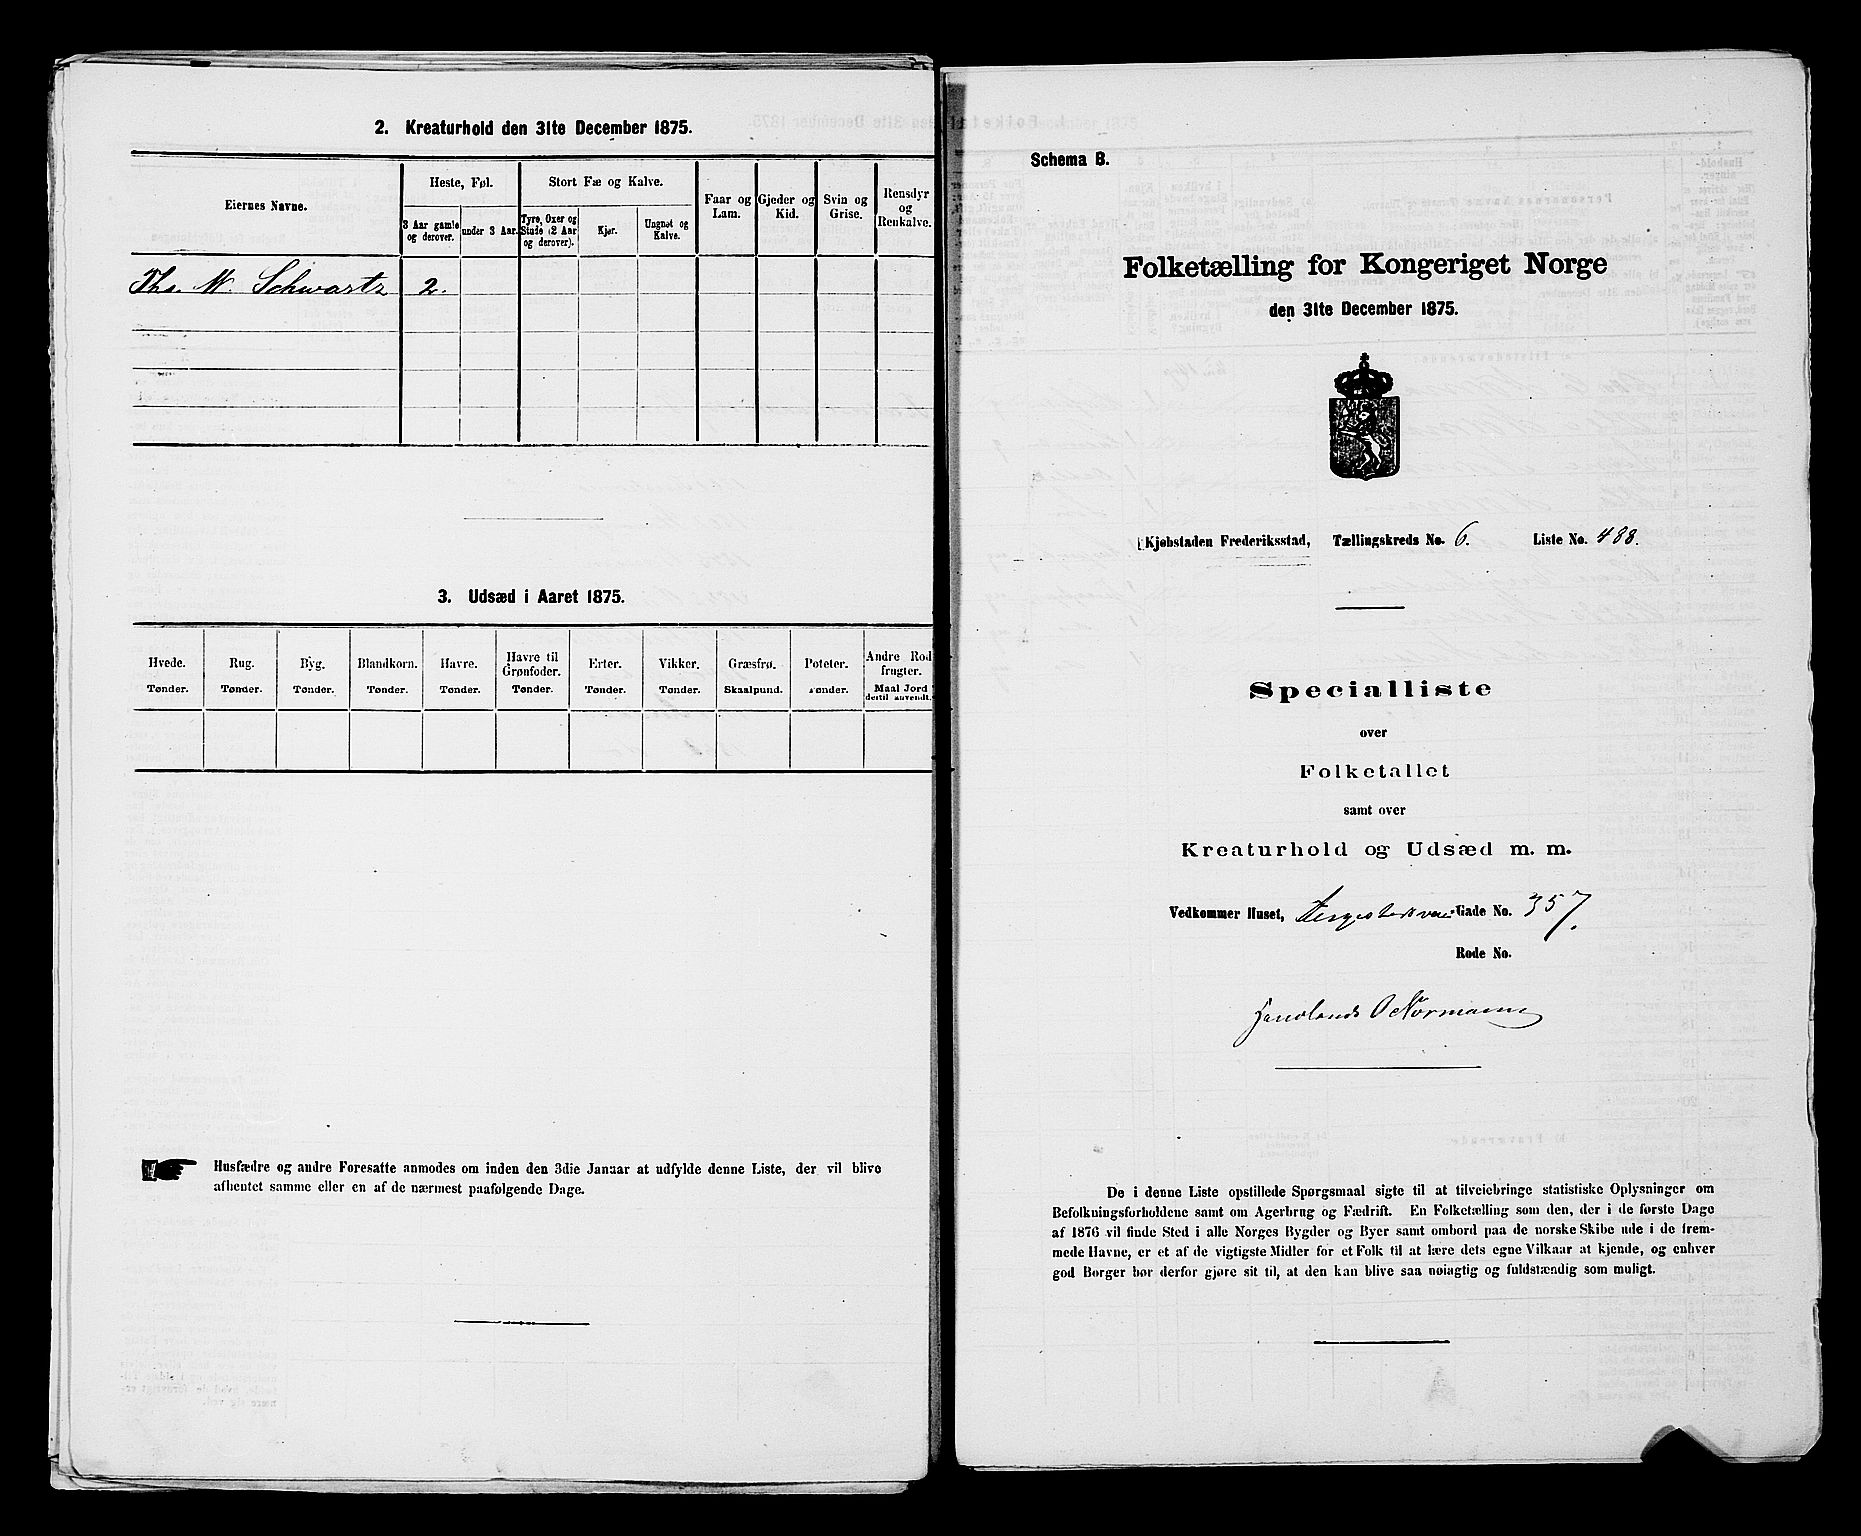 2. Kreaturhold den 31te December 1875.
Eiernes Navne.
Heste, Føl.
Stort Fæ og Kalve.
Faar og Lam.
Gjeder og Kid.
Svin og Grise.
Rensdyr og Renkalve.
3 Aar gamle og derover.
under 3 Aar.
Tyre, Oxer og Stude (2 Aar og derover).
Kjør.
Ungnøt og Kalve.
Ths. W. Schwartz 2.
3. Udsæd i Aaret 1875.
Hvede. Rug. Byg. Blandkorn. Havre. Havre til Grønfoder. Erter. Vikker. Græsfrø. Poteter. Andre Rodfrugter.
Tønder. Tønder. Tønder. Tønder. Tønder. Tønder. Tønder. Tønder. Skaalpund. Tønder. Maal Jord dertil anvendt.
Husfædre og andre Foresatte anmodes om inden den 3die Januar at udfylde denne Liste, der vil blive
afhentet samme eller en af de nærmest paafølgende Dage.
Schema B.
Folketælling for Kongeriget Norge
den 31te December 1875.
Kjøbstaden Frederiksstad, Tællingskreds No. 6. Liste No. 488.
Specialliste
over
Folketallet
samt over
Kreaturhold og Udsæd m. m.
Vedkommer Huset, Gade No. 357.
Rode No.
Normann
De i denne Liste opstillede Spørgsmaal sigte til at tilveiebringe statistiske Oplysninger om
Befolkningsforholdene samt om Agerbrug og Fædrift. En Folketælling som den, der i de første Dage
af 1876 vil finde Sted i alle Norges Bygder og Byer samt ombord paa de norske Skibe ude i de frem-
mede Havne, er et af de vigtigste Midler for et Folk til at lære dets egne Vilkaar at kjende, og enhver
god Borger bør derfor gjøre sit til, at den kan blive saa nøiagtig og fuldstændig som muligt.